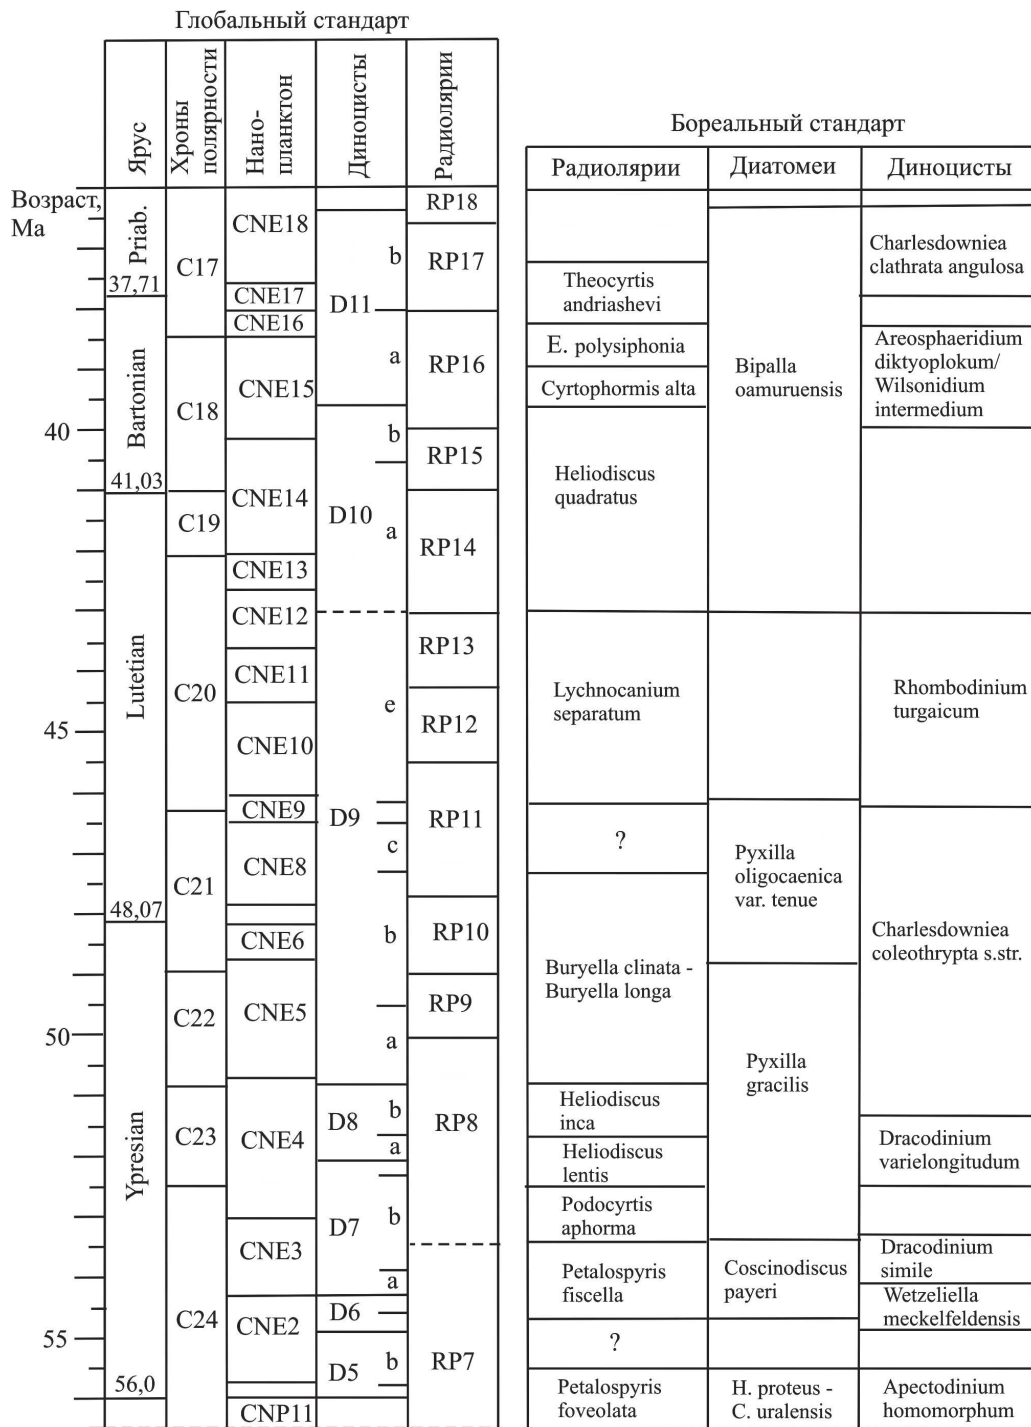 Глобальный стандарт
Ярус
Хроны
полярности
Нано-
планктон
Диноцисты
Радиолярии
Возраст,
Ма
40
45
50
55
Priab.
37,71
Bartonian
41,03
Lutetian
48,07
Ypresian
56,0
C17
C18
C19
C20
C21
C22
C23
C24
CNE18
CNE17
CNE16
CNE15
CNE14
CNE13
CNE12
CNE11
CNE10
CNE9
CNE8
CNE6
CNE5
CNE4
CNE3
CNE2
CNP11
D11
b
a
D10
b
a
D9
e
c
b
a
D8
b
a
D7
b
a
D6
D5
b
RP18
RP17
RP16
RP15
RP14
RP13
RP12
RP11
RP10
RP9
RP8
RP7
Бореальный стандарт
Радиолярии
Theocyrtis
andriashevi
E. polysiphonia
Cyrtophormis alta
Heliodiscus
quadratus
Lychnocanium
separatum
?
Buryella clinata -
Buryella longa
Heliodiscus
inca
Heliodiscus
lentis
Podocyrtis
aphorma
Petalospyris
fiscella
?
Petalospyris
foveolata
Диатомеи
Bipalla
oamuruensis
Pyxilla
oligocaenica
var. tenue
Pyxilla
gracilis
Coscinodiscus
payeri
H. proteus -
C. uralensis
Диноцисты
Charlesdowniea
clathrata angulosa
Areosphaeridium
diktyoplokum/
Wilsonidium
intermedium
Rhombodinium
turgaicum
Charlesdowniea
coleothrypta s.str.
Dracodinium
varielongitudum
Dracodinium
simile
Wetzeliella
meckelfeldensis
Apectodinium
homomorphum